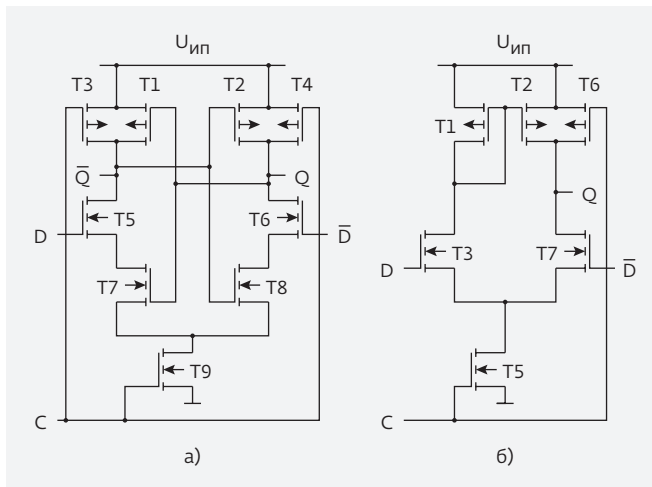 Uип
Uип
T3 T1 T2 T4
T2 T6
T1
Q̅ Q
Q
D T5 T6 D̅
D T3 T7 D̅
T7 T8
T9
T5
C
C
а)
б)